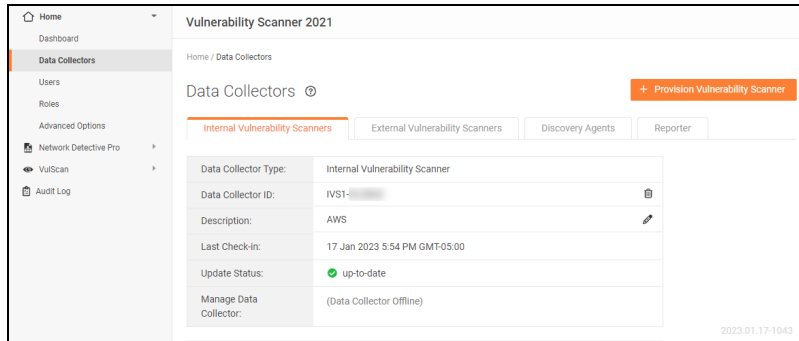 Home
Dashboard
Data Collectors
Users
Roles
Advanced Options
Network Detective Pro
VulScan
Audit Log
Vulnerability Scanner 2021
Home / Data Collectors
Data Collectors
+ Provision Vulnerability Scanner
Internal Vulnerability Scanners External Vulnerability Scanners Discovery Agents Reporter
Data Collector Type: Internal Vulnerability Scanner
Data Collector ID: IVS1-
Description: AWS
Last Check-in: 17 Jan 2023 5:54 PM GMT-05:00
Update Status: up-to-date
Manage Data
Collector: (Data Collector Offline)
2023.01.17-1043